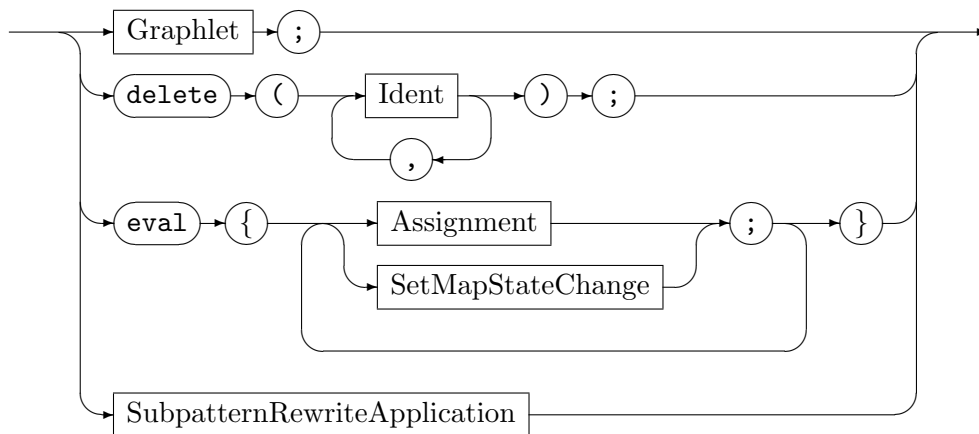 Graphlet ;
delete ( Ident ) ;
,
eval { Assignment ; }
SetMapStateChange
SubpatternRewriteApplication